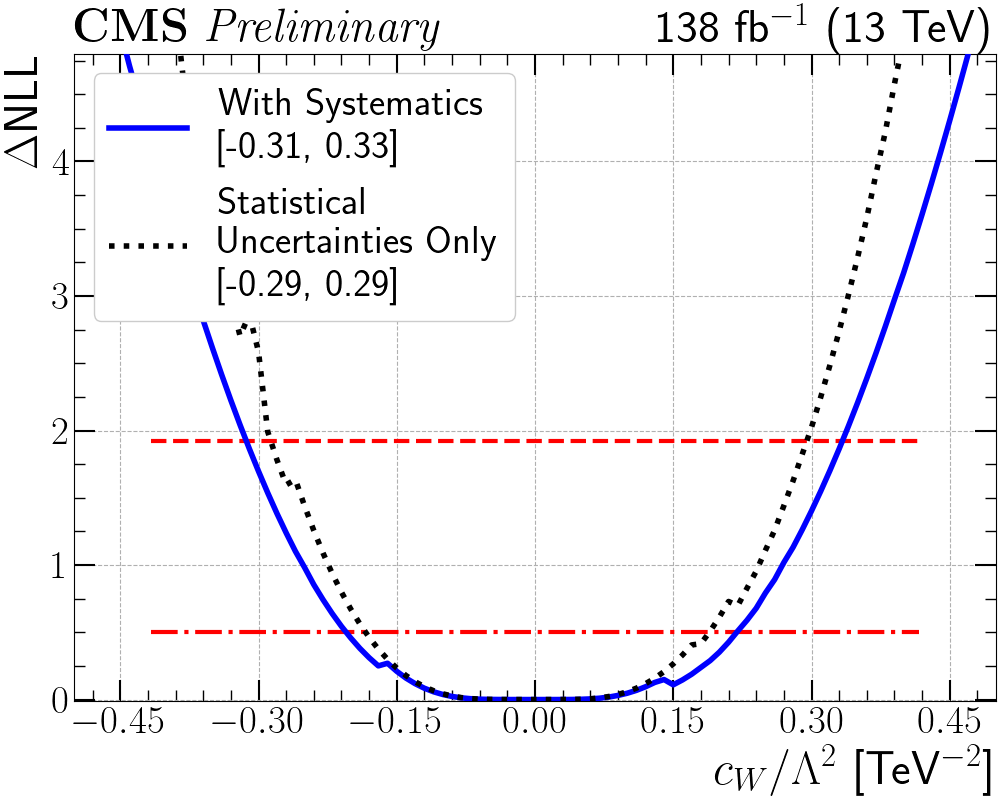 CMS Preliminary 138 fb⁻¹ (13 TeV)
ΔNLL
With Systematics
[-0.31, 0.33]
Statistical
Uncertainties Only
[-0.29, 0.29]
4
3
2
1
0
−0.45 −0.30 −0.15 0.00 0.15 0.30 0.45
c_W/Λ² [TeV⁻²]